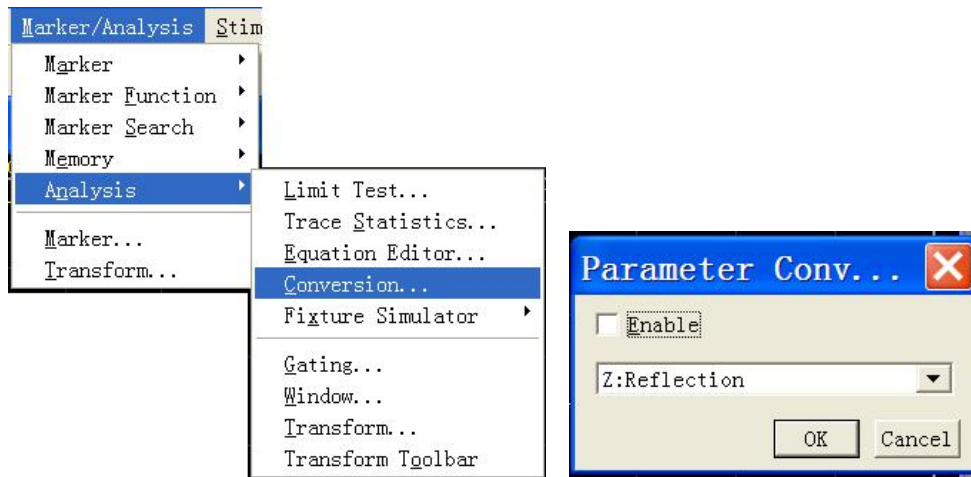 Marker/Analysis Stim
Marker
Marker Function
Marker Search
Memory
Analysis
Marker...
Transform...
Limit Test...
Trace Statistics...
Equation Editor...
Conversion...
Fixture Simulator
Gating...
Window...
Transform...
Transform Toolbar
Parameter Conv...
Enable
Z:Reflection
OK Cancel